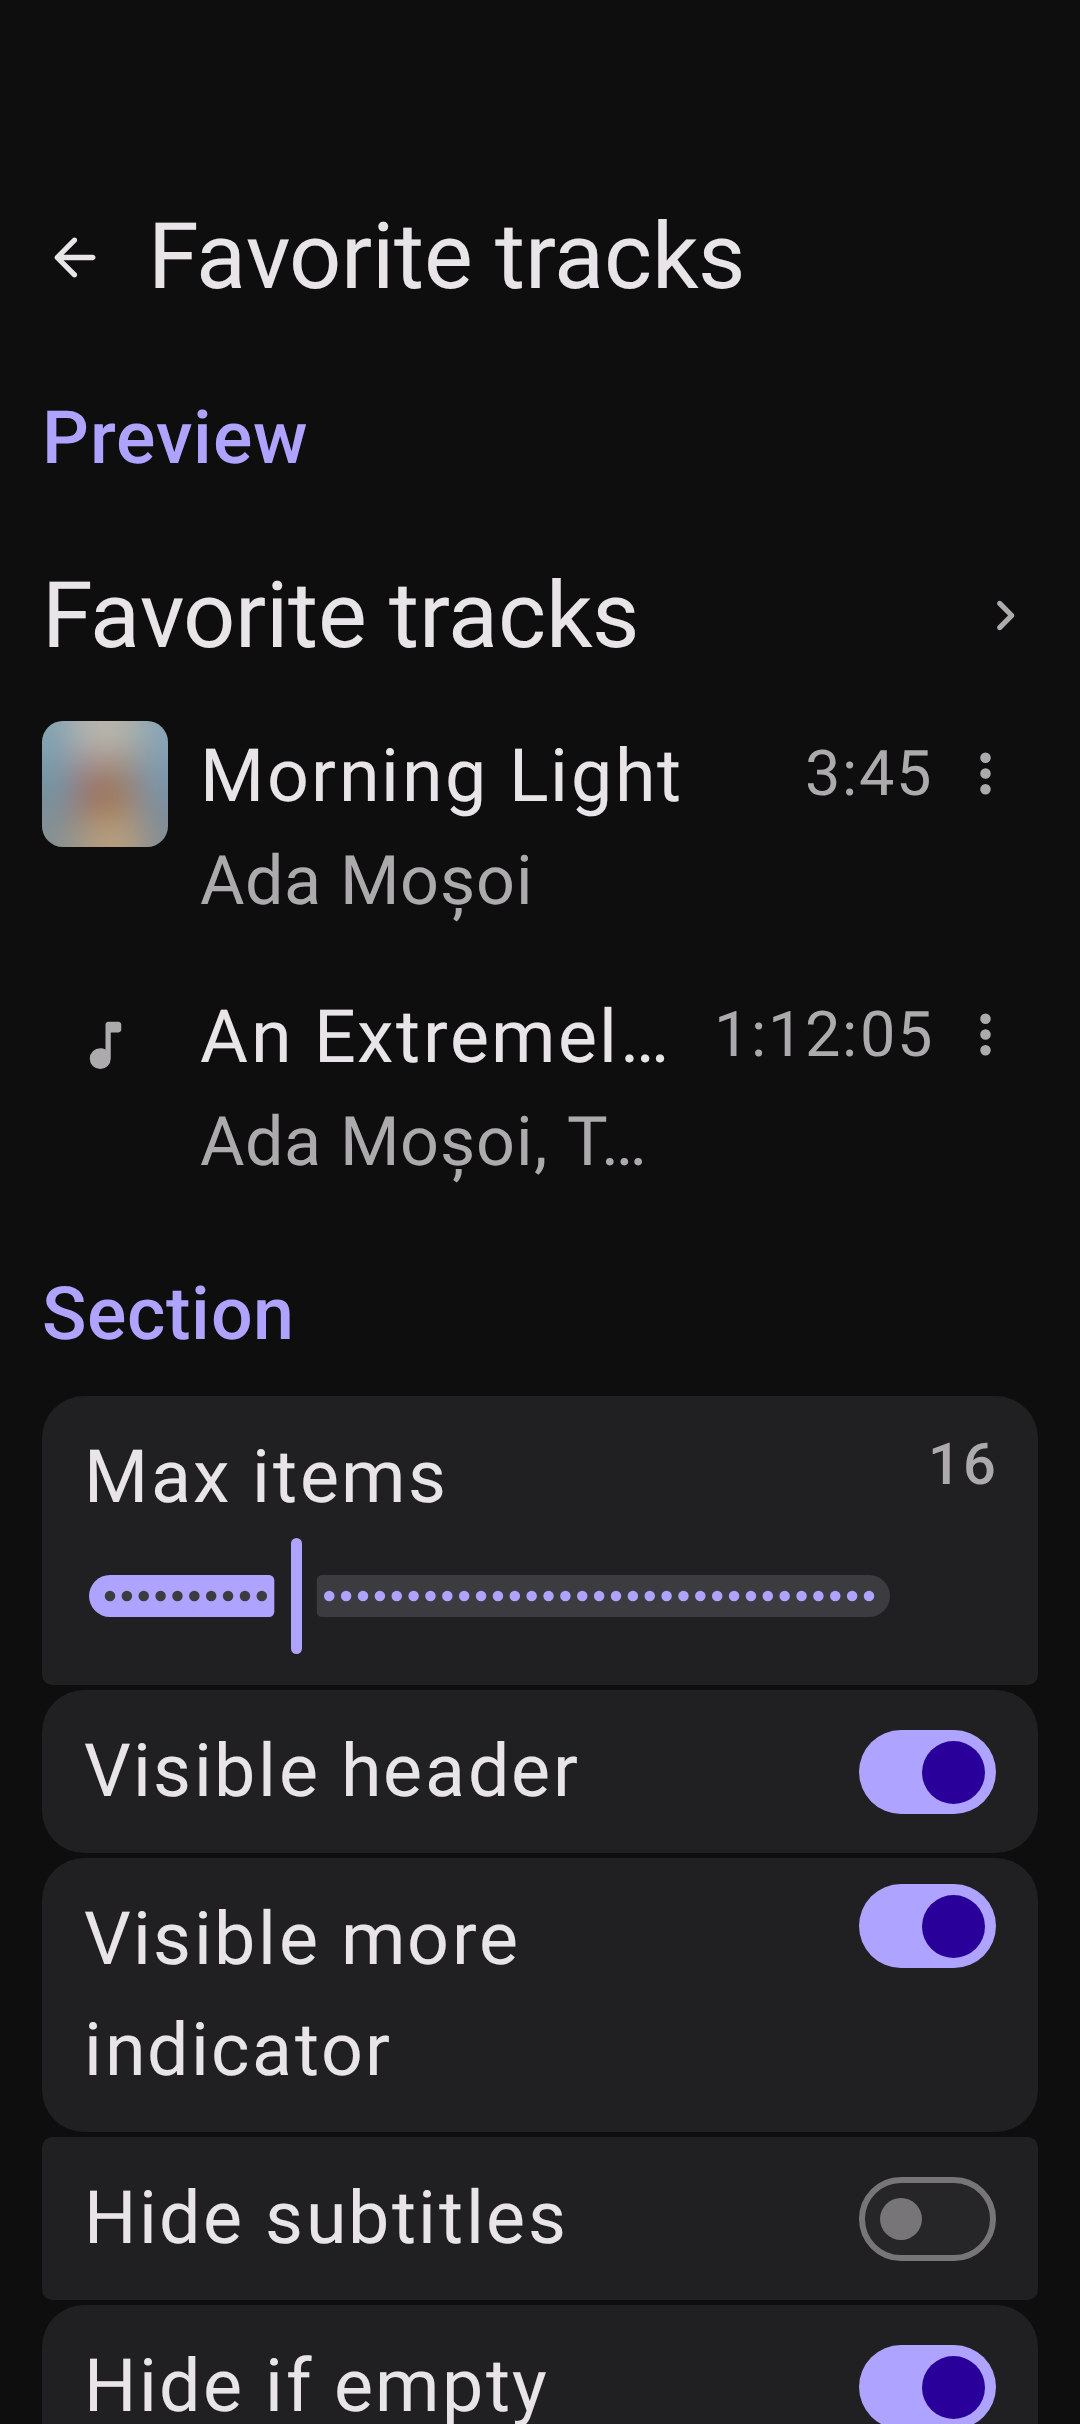 Favorite tracks
Preview
Favorite tracks
Morning Light 3:45
Ada Moșoi
An Extremel… 1:12:05
Ada Moșoi, T…
Section
Max items 16
Visible header
Visible more
indicator
Hide subtitles
Hide if empty